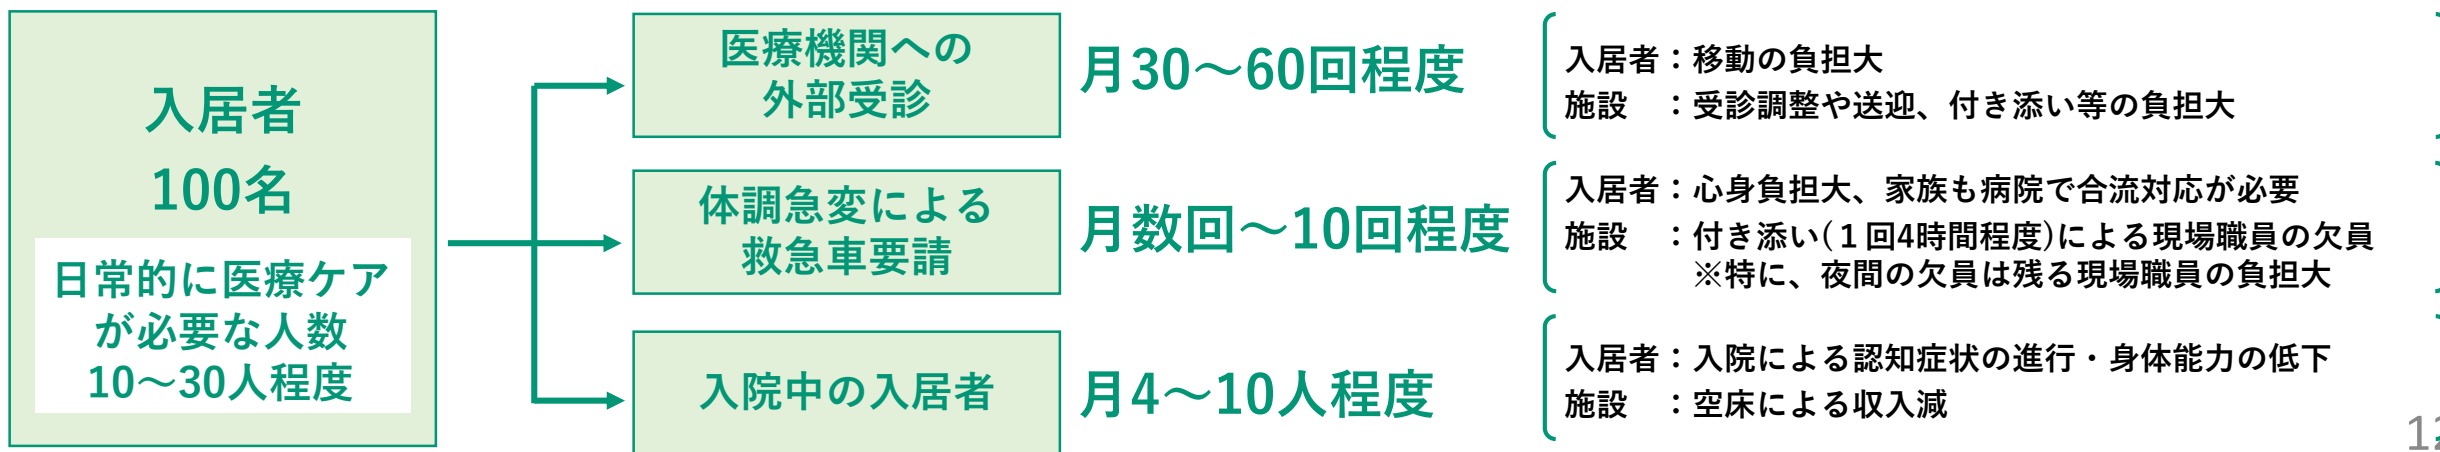 入居者
100名
日常的に医療ケア
が必要な人数
10～30人程度
医療機関への
外部受診
月30～60回程度
入居者：移動の負担大
施設　：受診調整や送迎、付き添い等の負担大
体調急変による
救急車要請
月数回～10回程度
入居者：心身負担大、家族も病院で合流対応が必要
施設　：付き添い(１回4時間程度)による現場職員の欠員
※特に、夜間の欠員は残る現場職員の負担大
入院中の入居者
月4～10人程度
入居者：入院による認知症状の進行・身体能力の低下
施設　：空床による収入減